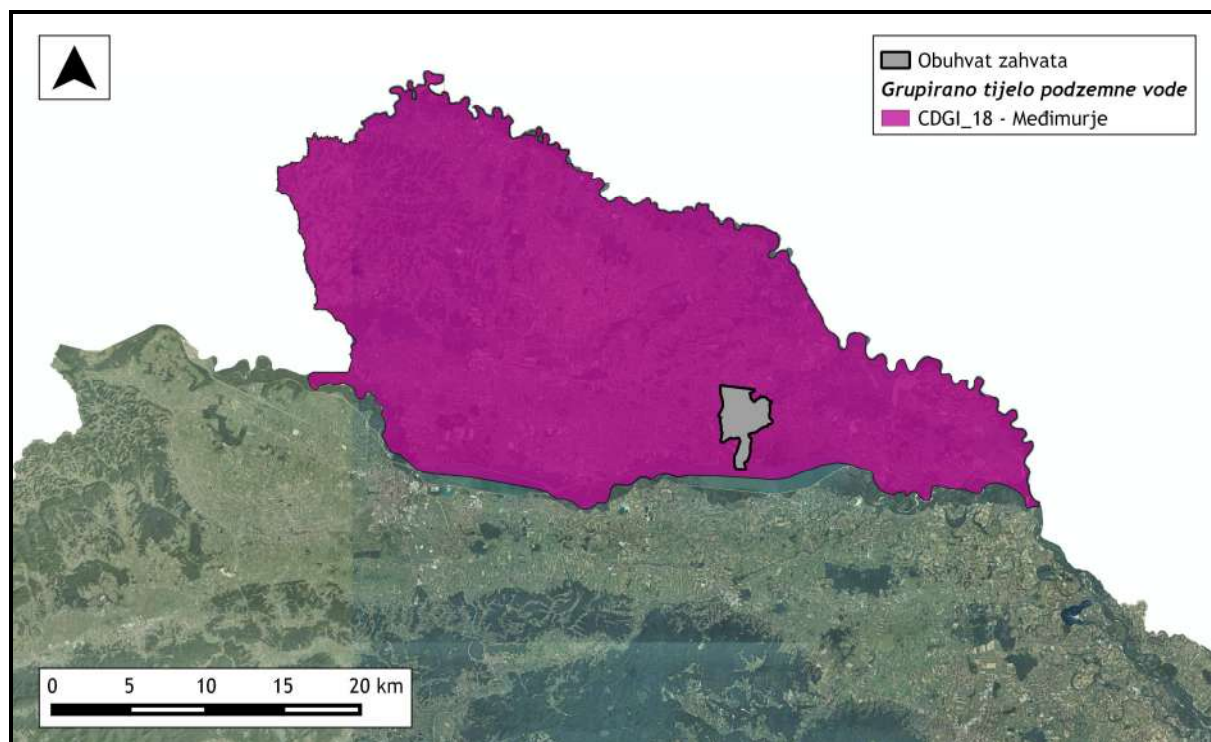 Obuhvat zahvata
Grupirano tijelo podzemne vode
CDGI_18 - Međimurje
0 5 10 15 20 km